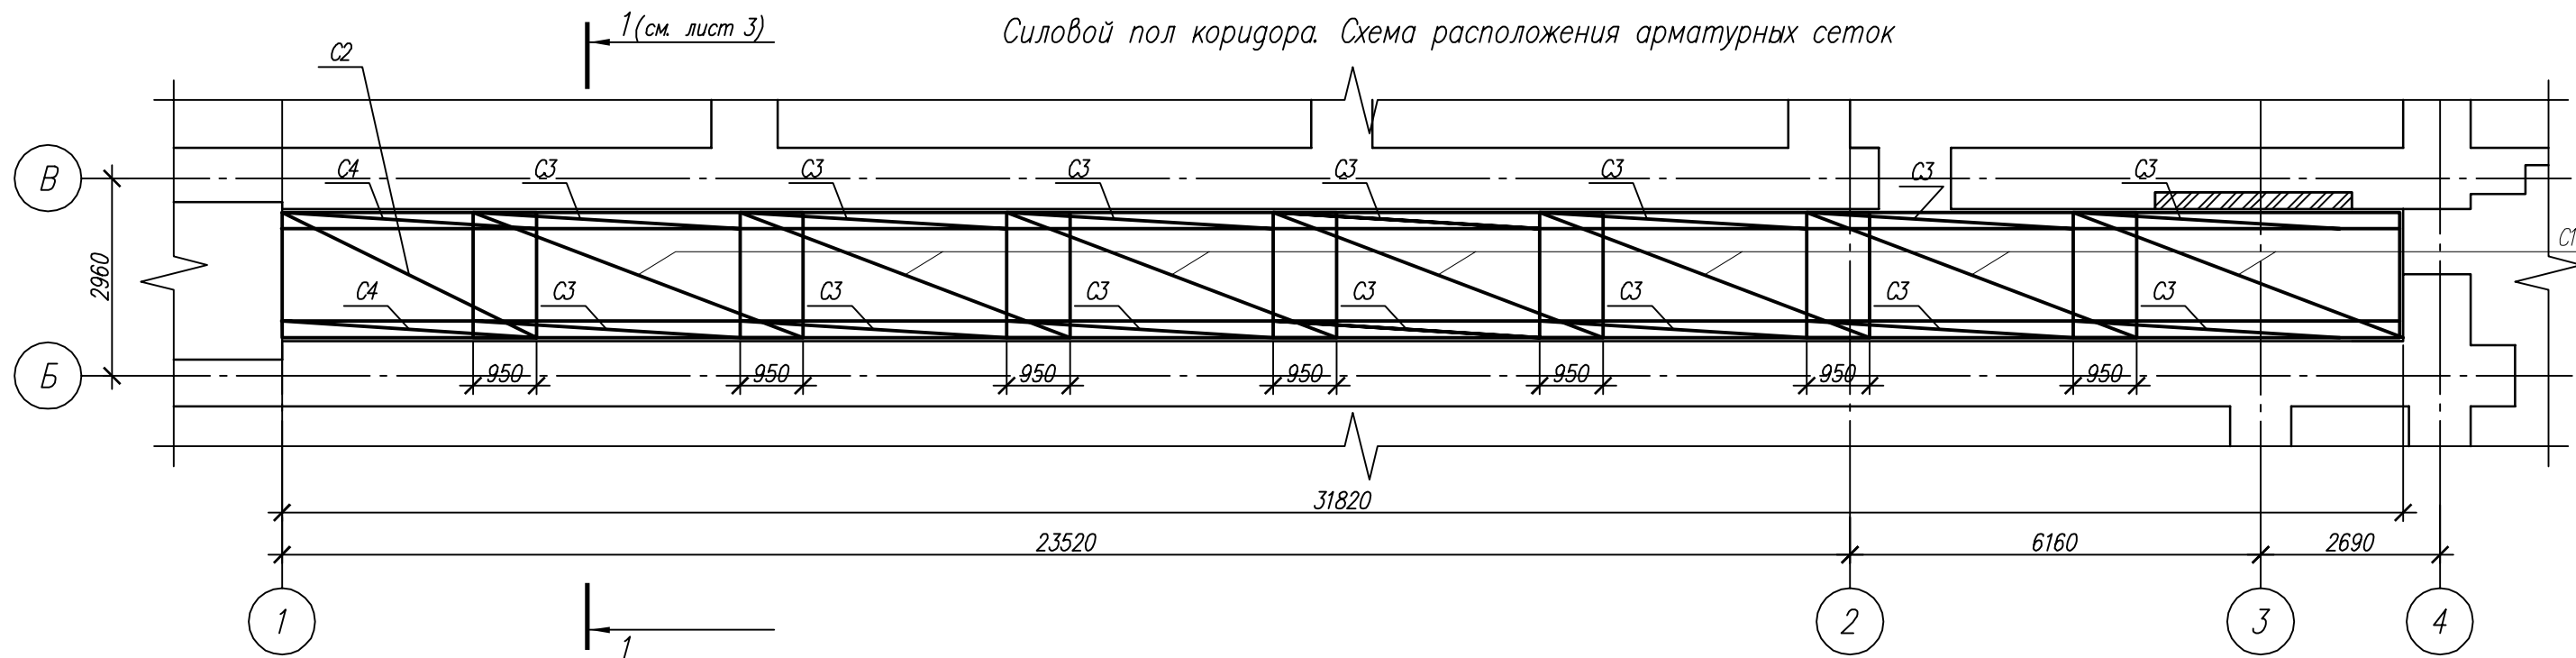 1 (см. лист 3)
Силовой пол коридора. Схема расположения арматурных сеток
С2
В
С4 С3 С3 С3 С3 С3 С3 С3
С1
2960
С4 С3 С3 С3 С3 С3 С3 С3
Б
950 950 950 950 950 950 950
31820
23520 6160 2690
1 2 3 4
1